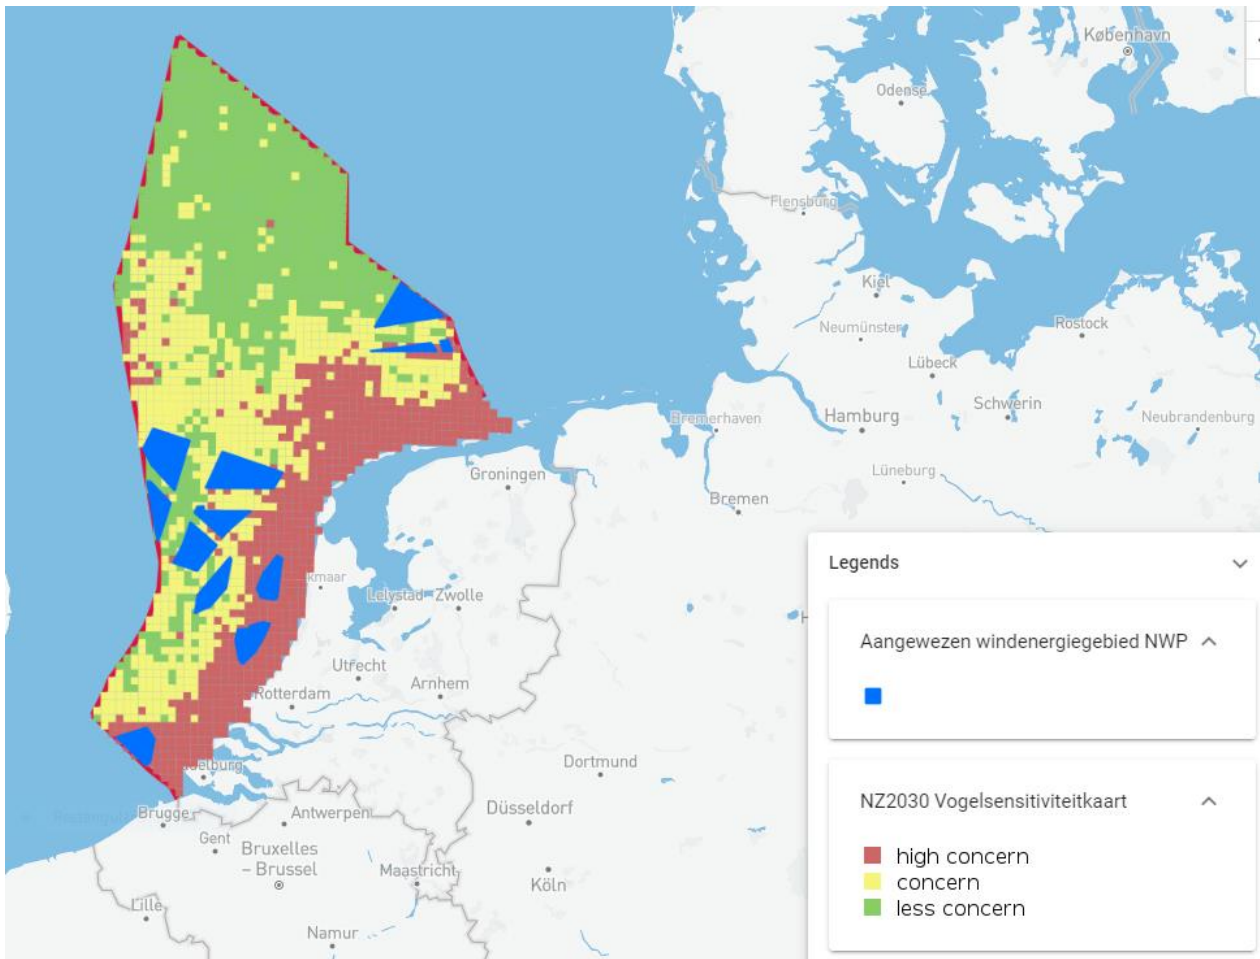 København
Odense
Flensburg
Kiel
Neumünster
Rostock
Lübeck
Schwerin
Bremerhaven
Hamburg
Neubrandenburg
Groningen
Lüneburg
Bremen
kmaar
Lelystad
Zwolle
Utrecht
Arnhem
Rotterdam
Dortmund
elburg
Brugge
Antwerpen
Düsseldorf
Gent
Bruxelles
– Brussel
Maastricht
Köln
Lille
Namur
H
Legends
Aangewezen windenergiegebied NWP
NZ2030 Vogelsensitiviteitkaart
high concern
concern
less concern